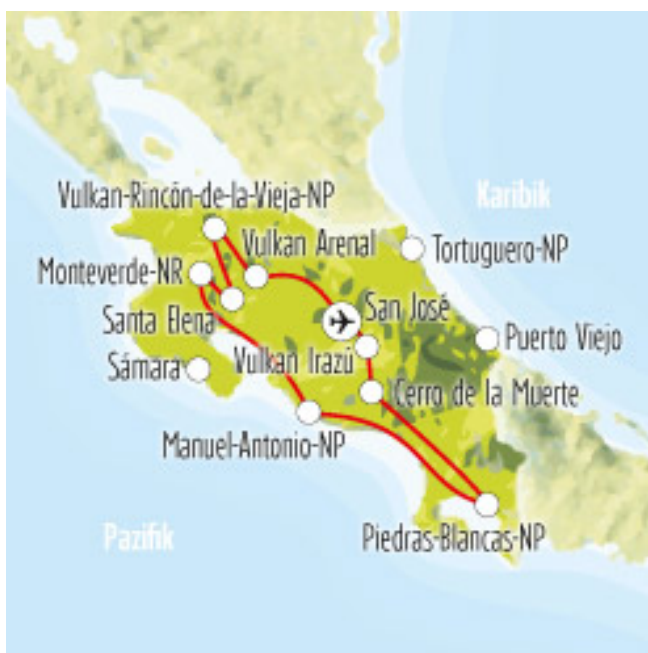 Vulkan-Rincón-de-la-Vieja-NP
Karibik
Vulkan Arenal
Tortuguero-NP
Monteverde-NR
San José
Santa Elena
Puerto Viejo
Vulkan Irazú
Sámara
Cerro de la Muerte
Manuel-Antonio-NP
Pazifik
Piedras-Blancas-NP